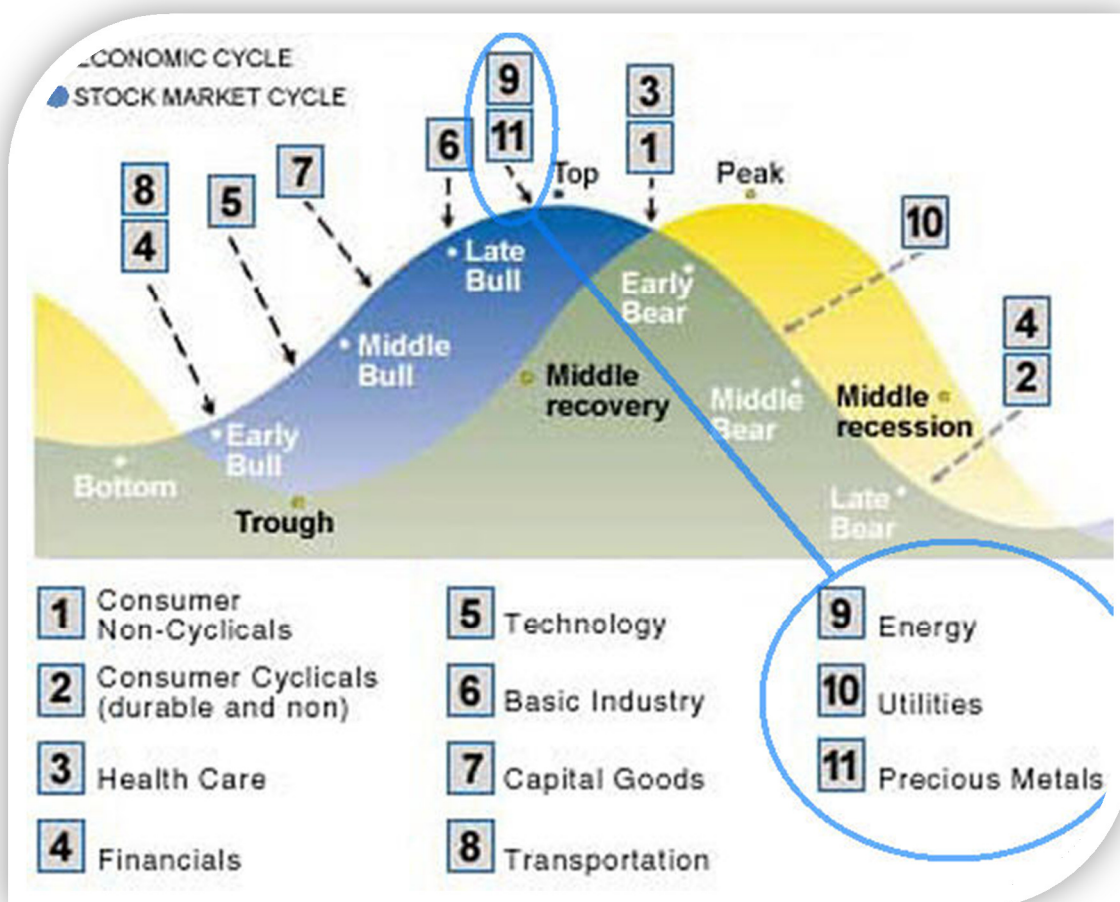 ECONOMIC CYCLE
STOCK MARKET CYCLE
9
11
3
1
6
7
8
4
5
Top
Peak
10
Late
Bull
Early
Bear
4
2
Middle
Bull
Middle
recovery
Middle
Bear
Middle
recession
Early
Bull
Bottom
Trough
Late
Bear
1 Consumer
Non-Cyclicals
2 Consumer Cyclicals
(durable and non)
3 Health Care
4 Financials
5 Technology
6 Basic Industry
7 Capital Goods
8 Transportation
9 Energy
10 Utilities
11 Precious Metals